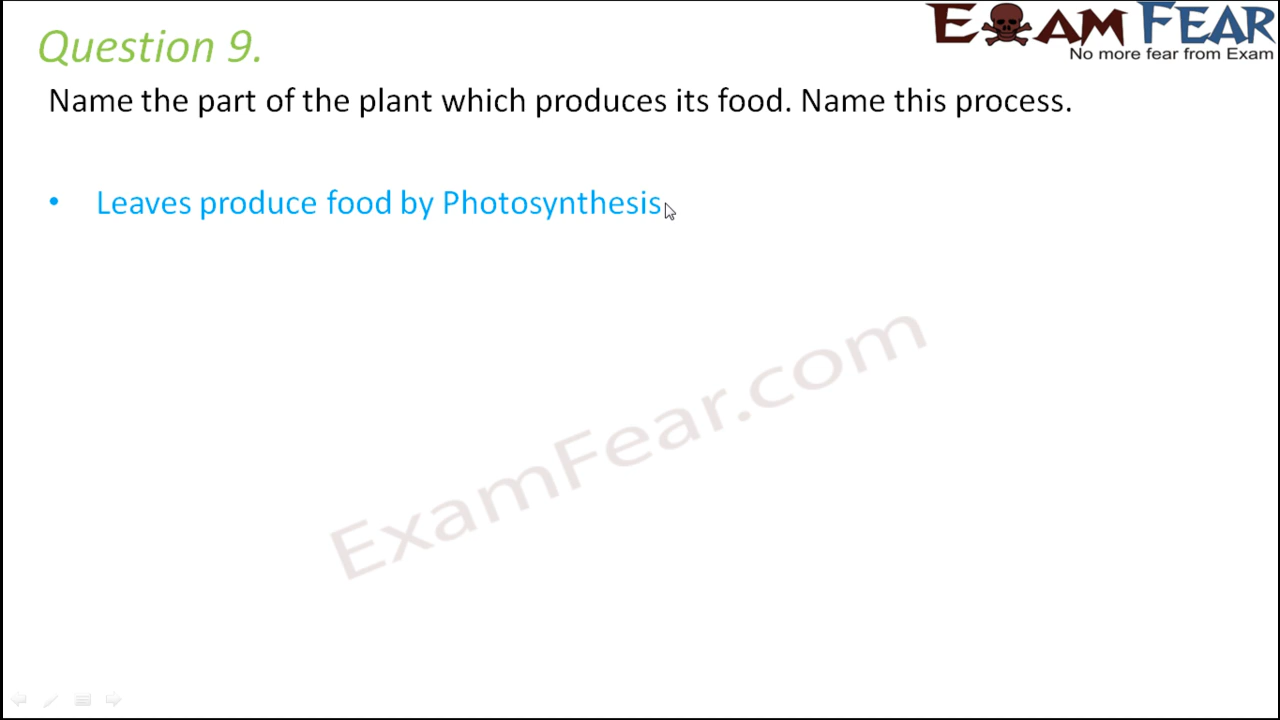 EXAM FEAR
No more fear from Exam
Question 9.
Name the part of the plant which produces its food. Name this process.
• Leaves produce food by Photosynthesis
ExamFear.com